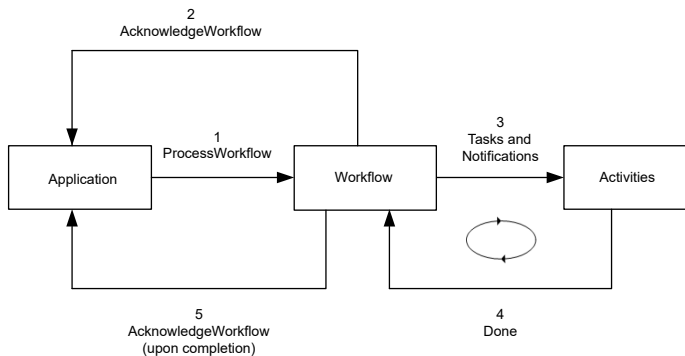 2
AcknowledgeWorkflow
1
ProcessWorkflow
3
Tasks and
Notifications
Application
Workflow
Activities
5
AcknowledgeWorkflow
(upon completion)
4
Done